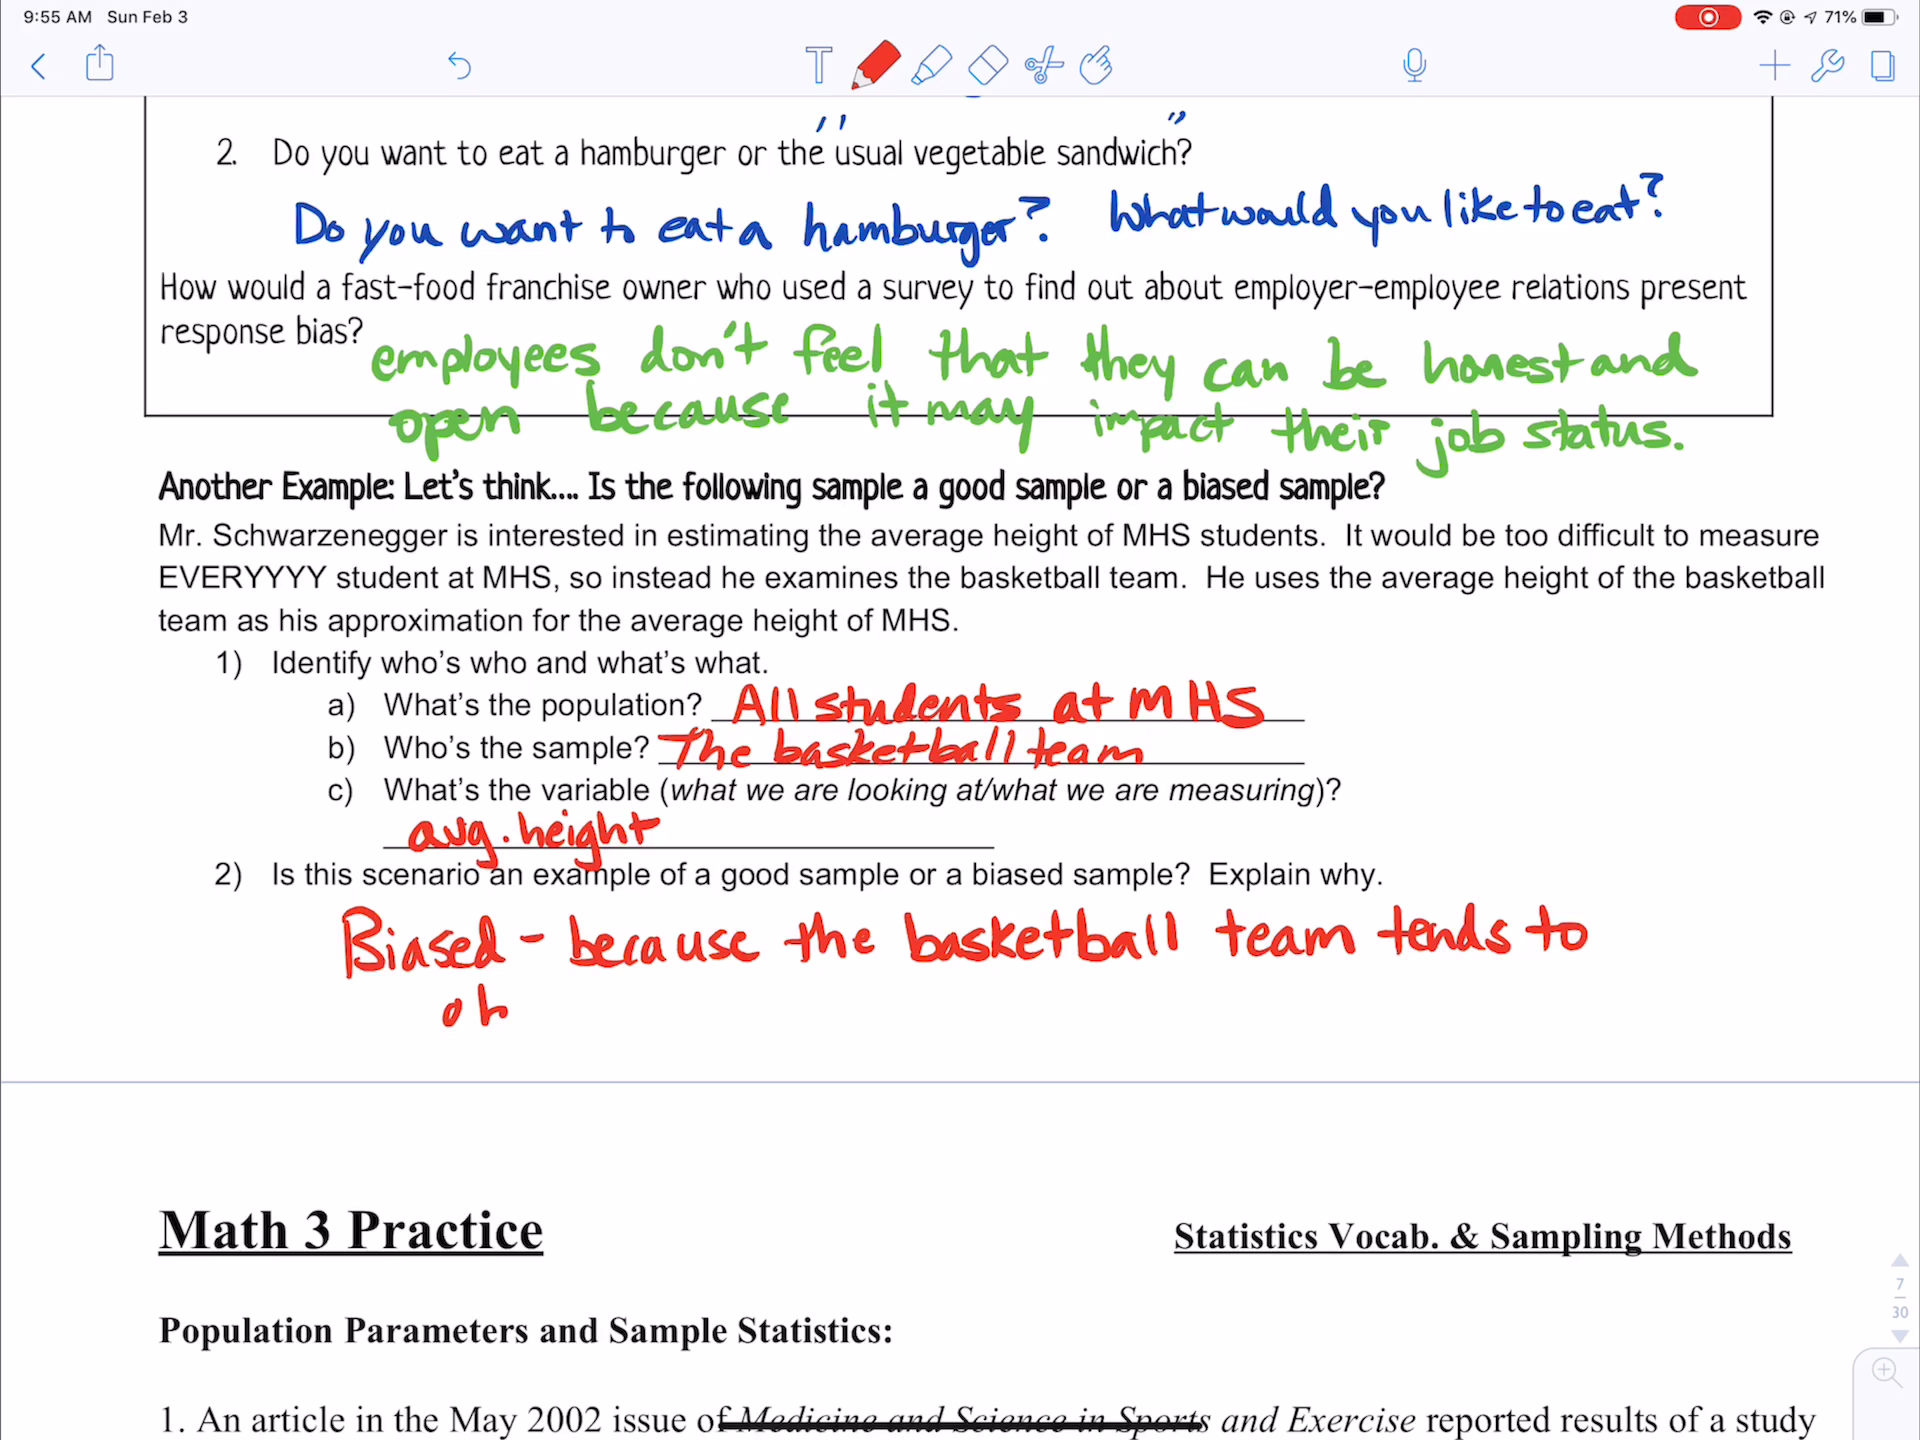 9:55 AM Sun Feb 3
71%
2. Do you want to eat a hamburger or the "usual vegetable sandwich"?
Do you want to eat a hamburger? What would you like to eat?
How would a fast-food franchise owner who used a survey to find out about employer-employee relations present
response bias?
employees don't feel that they can be honest and
open because it may impact their job status.
Another Example: Let's think.... Is the following sample a good sample or a biased sample?
Mr. Schwarzenegger is interested in estimating the average height of MHS students. It would be too difficult to measure
EVERYYYY student at MHS, so instead he examines the basketball team. He uses the average height of the basketball
team as his approximation for the average height of MHS.
1) Identify who's who and what's what.
a) What's the population? All students at MHS
b) Who's the sample? The basketball team
c) What's the variable (what we are looking at/what we are measuring)?
avg. height
2) Is this scenario an example of a good sample or a biased sample? Explain why.
Biased - because the basketball team tends to
Math 3 Practice Statistics Vocab. & Sampling Methods
Population Parameters and Sample Statistics:
1. An article in the May 2002 issue of Medicine and Science in Sports and Exercise reported results of a study
7
30